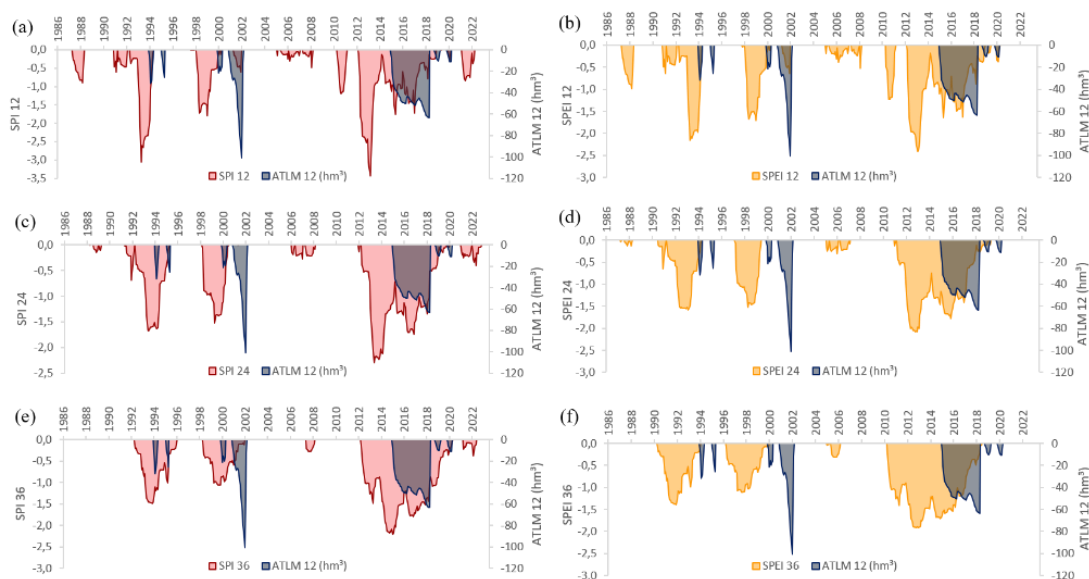 (a)
1986 1988 1990 1992 1994 1996 1998 2000 2002 2004 2006 2008 2010 2012 2014 2016 2018 2020 2022
0,0 -0,5 -1,0 -1,5 -2,0 -2,5 -3,0 -3,5
SPI 12
0 -20 -40 -60 -80 -100 -120
ATLM 12 (hm³)
SPI 12 ATLM 12 (hm³)
(b)
1986 1988 1990 1992 1994 1996 1998 2000 2002 2004 2006 2008 2010 2012 2014 2016 2018 2020 2022
0,0 -0,5 -1,0 -1,5 -2,0 -2,5 -3,0
SPEI 12
0 -20 -40 -60 -80 -100 -120
ATLM 12 (hm³)
SPEI 12 ATLM 12 (hm³)
(c)
1986 1988 1990 1992 1994 1996 1998 2000 2002 2004 2006 2008 2010 2012 2014 2016 2018 2020 2022
0,0 -0,5 -1,0 -1,5 -2,0 -2,5
SPI 24
0 -20 -40 -60 -80 -100 -120
ATLM 12 (hm³)
SPI 24 ATLM 12 (hm³)
(d)
1986 1988 1990 1992 1994 1996 1998 2000 2002 2004 2006 2008 2010 2012 2014 2016 2018 2020 2022
0,0 -0,5 -1,0 -1,5 -2,0 -2,5 -3,0
SPEI 24
0 -20 -40 -60 -80 -100 -120
ATLM 12 (hm³)
SPEI 24 ATLM 12 (hm³)
(e)
1986 1988 1990 1992 1994 1996 1998 2000 2002 2004 2006 2008 2010 2012 2014 2016 2018 2020 2022
0,0 -0,5 -1,0 -1,5 -2,0 -2,5 -3,0
SPI 36
0 -20 -40 -60 -80 -100 -120
ATLM 12 (hm³)
SPI 36 ATLM 12 (hm³)
(f)
1986 1988 1990 1992 1994 1996 1998 2000 2002 2004 2006 2008 2010 2012 2014 2016 2018 2020 2022
0,0 -0,5 -1,0 -1,5 -2,0 -2,5 -3,0
SPEI 36
0 -20 -40 -60 -80 -100 -120
ATLM 12 (hm³)
SPEI 36 ATLM 12 (hm³)